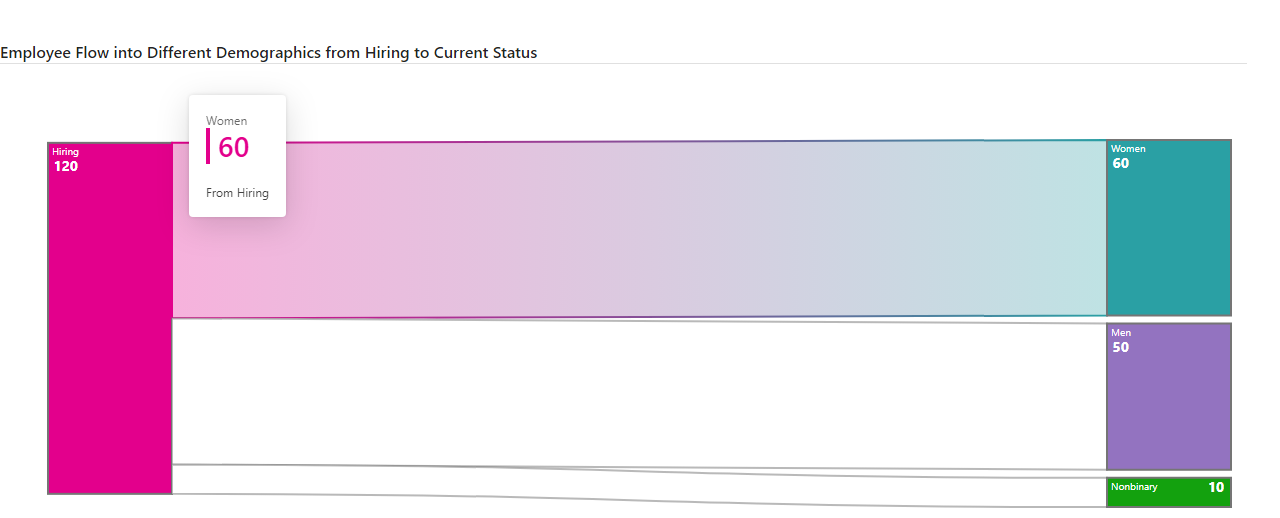 Employee Flow into Different Demographics from Hiring to Current Status
Women
60
From Hiring
Hiring
120
Women
60
Men
50
Nonbinary 10